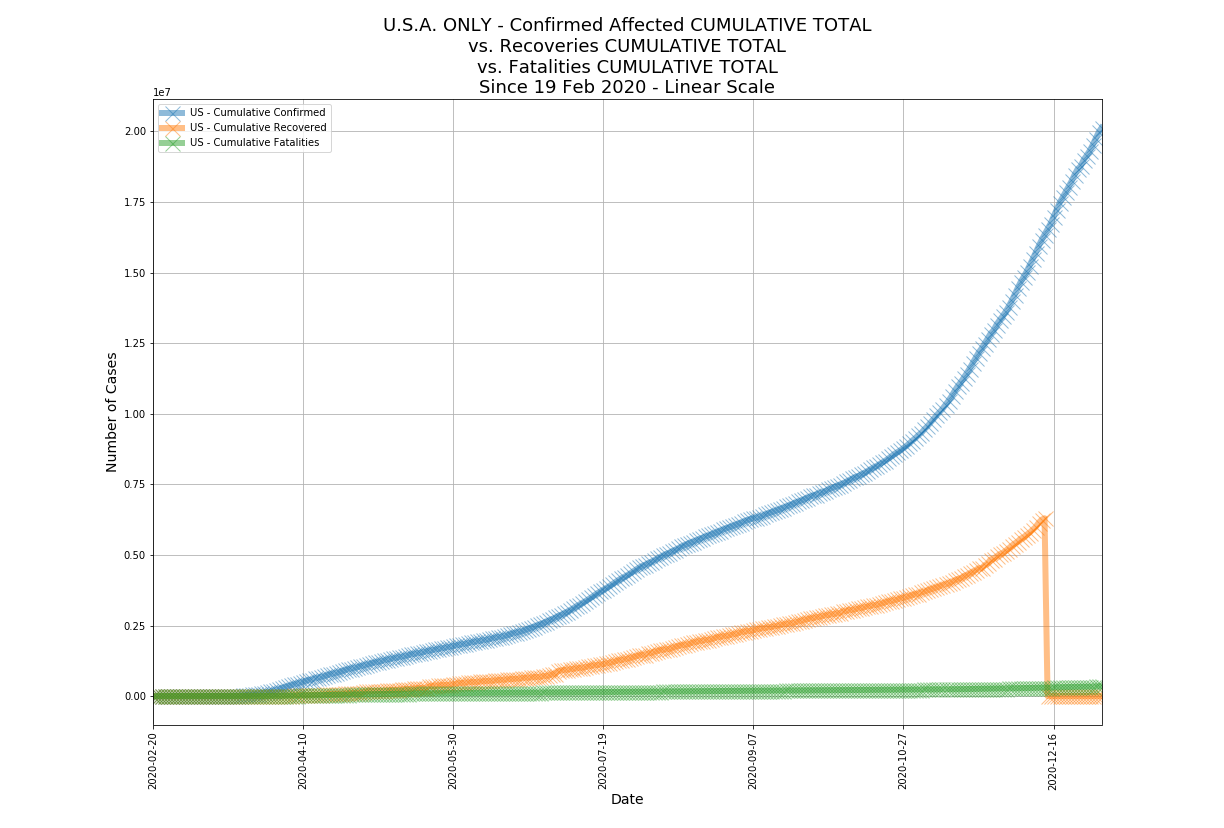 U.S.A. ONLY - Confirmed Affected CUMULATIVE TOTAL
vs. Recoveries CUMULATIVE TOTAL
vs. Fatalities CUMULATIVE TOTAL
Since 19 Feb 2020 - Linear Scale
1e7
US - Cumulative Confirmed
US - Cumulative Recovered
US - Cumulative Fatalities
2.00
1.75
1.50
1.25
1.00
0.75
0.50
0.25
0.00
Number of Cases
2020-02-20
2020-04-10
2020-05-30
2020-07-19
2020-09-07
2020-10-27
2020-12-16
Date